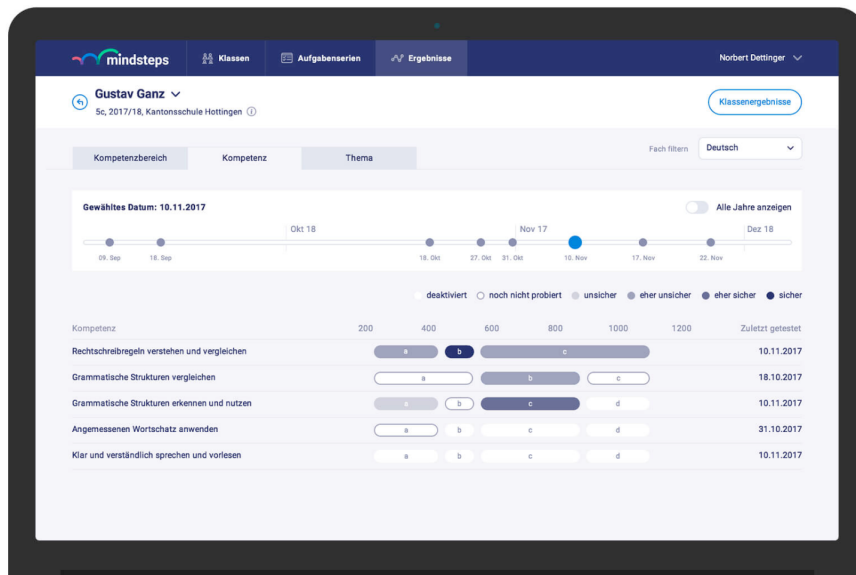 mindsteps Klassen Aufgabenserien Ergebnisse Norbert Dettinger
Gustav Ganz
5c, 2017/18, Kantonsschule Hottingen
Klassenergebnisse
Kompetenzbereich Kompetenz Thema Fach filtern Deutsch
Gewähltes Datum: 10.11.2017 Alle Jahre anzeigen
Okt 18 Nov 17 Dez 18
09. Sep 18. Sep 18. Okt 27. Okt 31. Okt 10. Nov 17. Nov 22. Nov
deaktiviert noch nicht probiert unsicher eher unsicher eher sicher sicher
Kompetenz 200 400 600 800 1000 1200 Zuletzt getestet
Rechtschreibregeln verstehen und vergleichen a b c 10.11.2017
Grammatische Strukturen vergleichen a b c 18.10.2017
Grammatische Strukturen erkennen und nutzen a b c d 10.11.2017
Angemessenen Wortschatz anwenden a b c d 31.10.2017
Klar und verständlich sprechen und vorlesen a b c d 10.11.2017